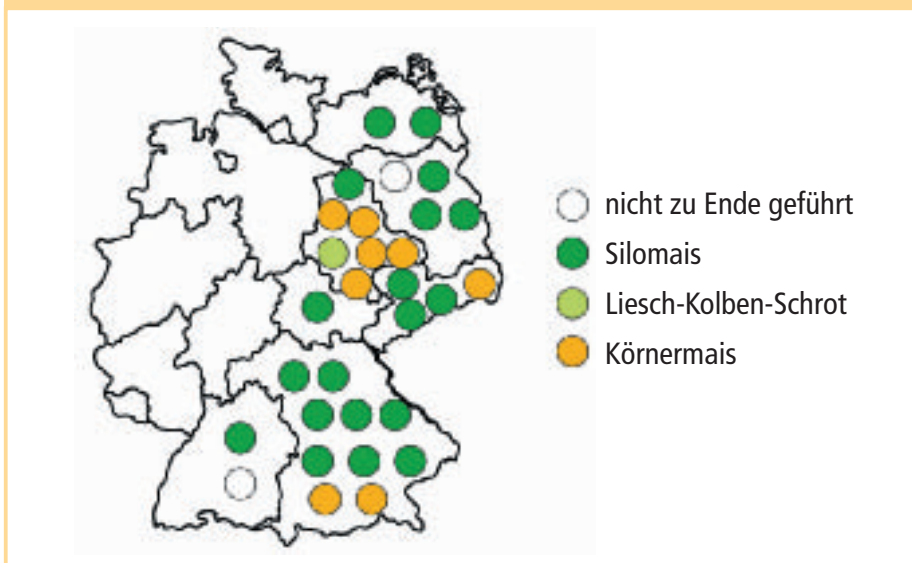 nicht zu Ende geführt
Silomais
Liesch-Kolben-Schrot
Körnermais